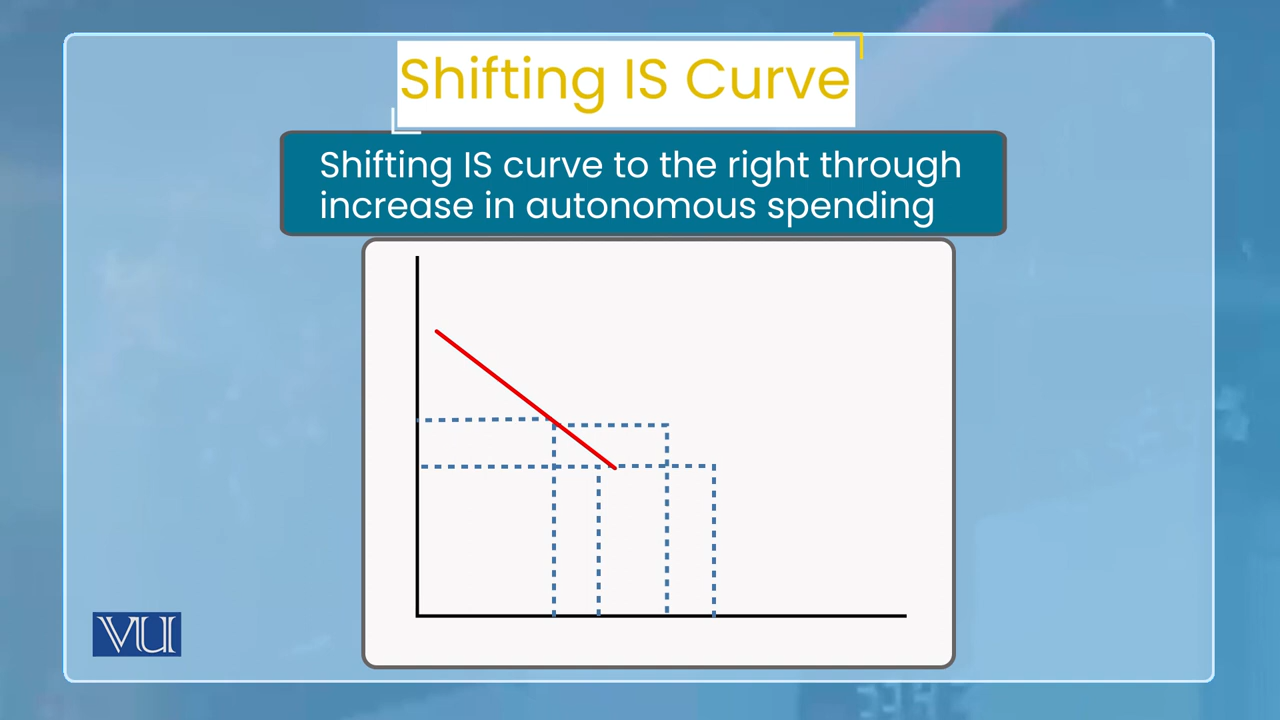 Shifting IS Curve
Shifting IS curve to the right through
increase in autonomous spending
VU